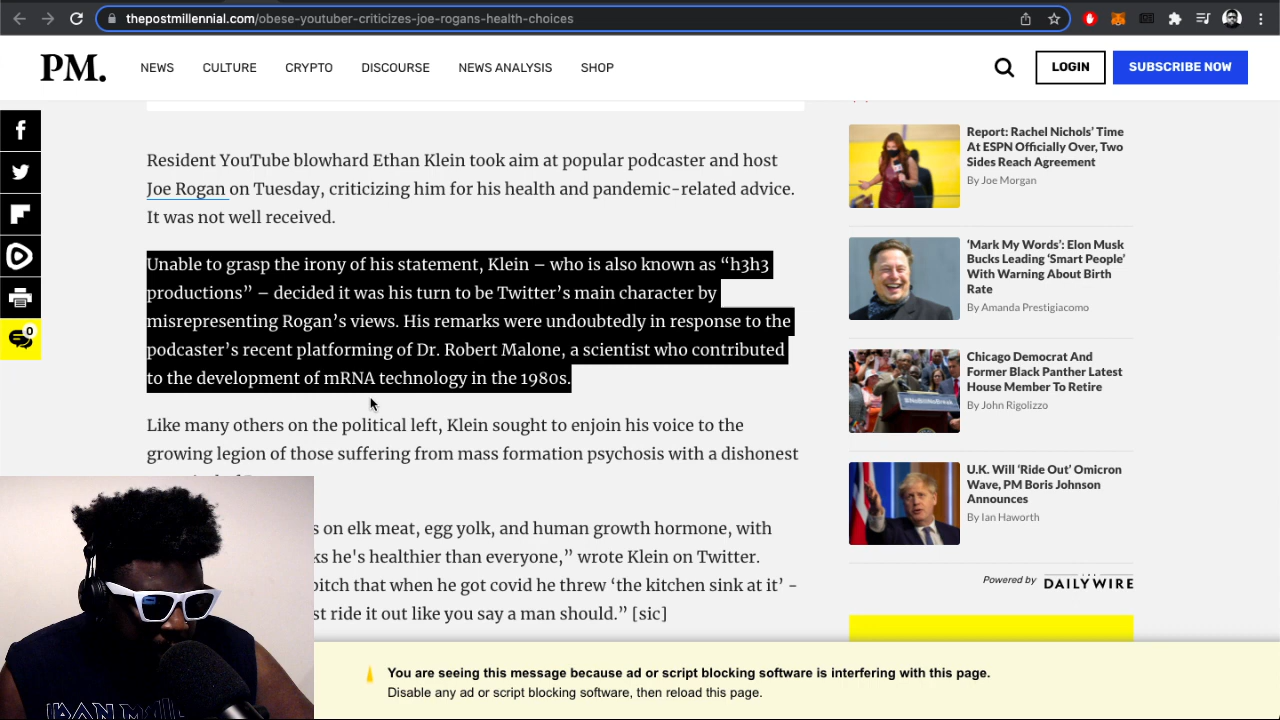 thepostmillennial.com/obese-youtuber-criticizes-joe-rogans-health-choices
PM.
NEWS
CULTURE
CRYPTO
DISCOURSE
NEWS ANALYSIS
SHOP
LOGIN
SUBSCRIBE NOW
Resident YouTube blowhard Ethan Klein took aim at popular podcaster and host
Joe Rogan on Tuesday, criticizing him for his health and pandemic-related advice.
It was not well received.
Unable to grasp the irony of his statement, Klein – who is also known as “h3h3
productions” – decided it was his turn to be Twitter’s main character by
misrepresenting Rogan’s views. His remarks were undoubtedly in response to the
podcaster’s recent platforming of Dr. Robert Malone, a scientist who contributed
to the development of mRNA technology in the 1980s.
Like many others on the political left, Klein sought to enjoin his voice to the
growing legion of those suffering from mass formation psychosis with a dishonest
s on elk meat, egg yolk, and human growth hormone, with
ks he's healthier than everyone,” wrote Klein on Twitter.
bitch that when he got covid he threw ‘the kitchen sink at it’ -
st ride it out like you say a man should.” [sic]
0
Report: Rachel Nichols’ Time
At ESPN Officially Over, Two
Sides Reach Agreement
By Joe Morgan
‘Mark My Words’: Elon Musk
Bucks Leading ‘Smart People’
With Warning About Birth
Rate
By Amanda Prestigiacomo
Chicago Democrat And
Former Black Panther Latest
House Member To Retire
By John Rigolizzo
U.K. Will ‘Ride Out’ Omicron
Wave, PM Boris Johnson
Announces
By Ian Haworth
Powered by DAILYWIRE
You are seeing this message because ad or script blocking software is interfering with this page.
Disable any ad or script blocking software, then reload this page.
IRON MAIDEN